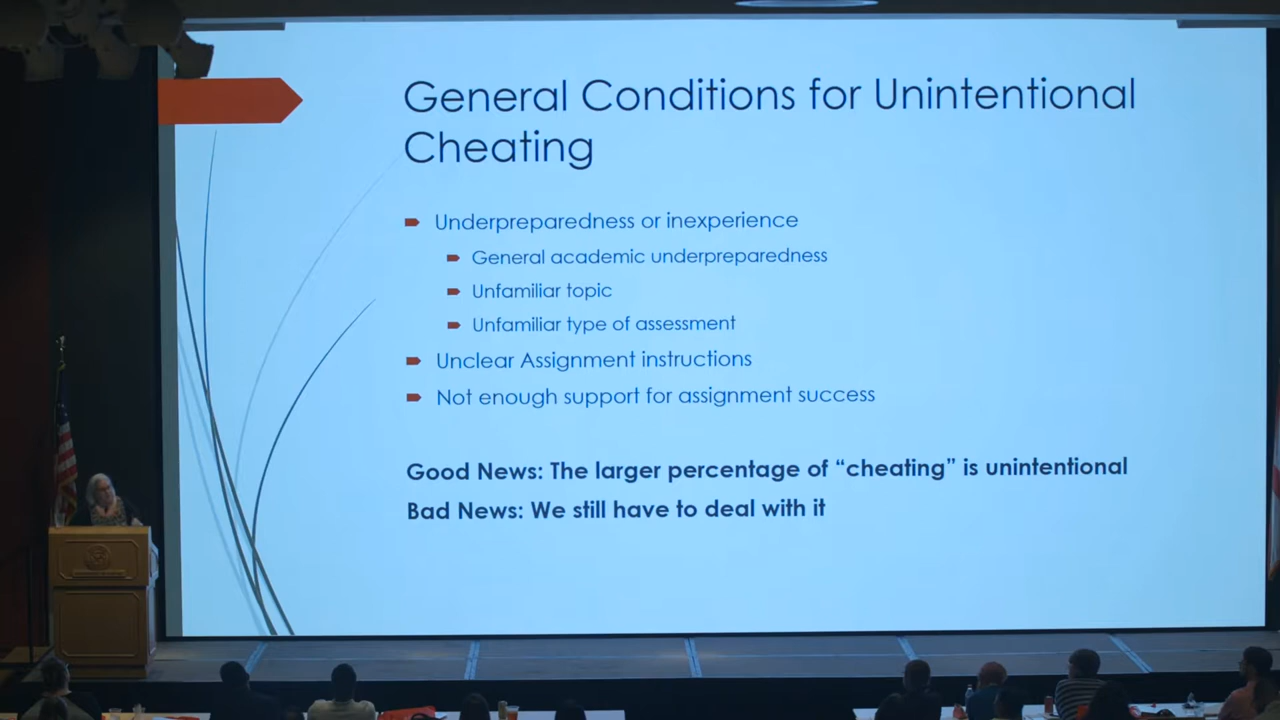 General Conditions for Unintentional
Cheating
Underpreparedness or inexperience
General academic underpreparedness
Unfamiliar topic
Unfamiliar type of assessment
Unclear Assignment instructions
Not enough support for assignment success
Good News: The larger percentage of “cheating” is unintentional
Bad News: We still have to deal with it